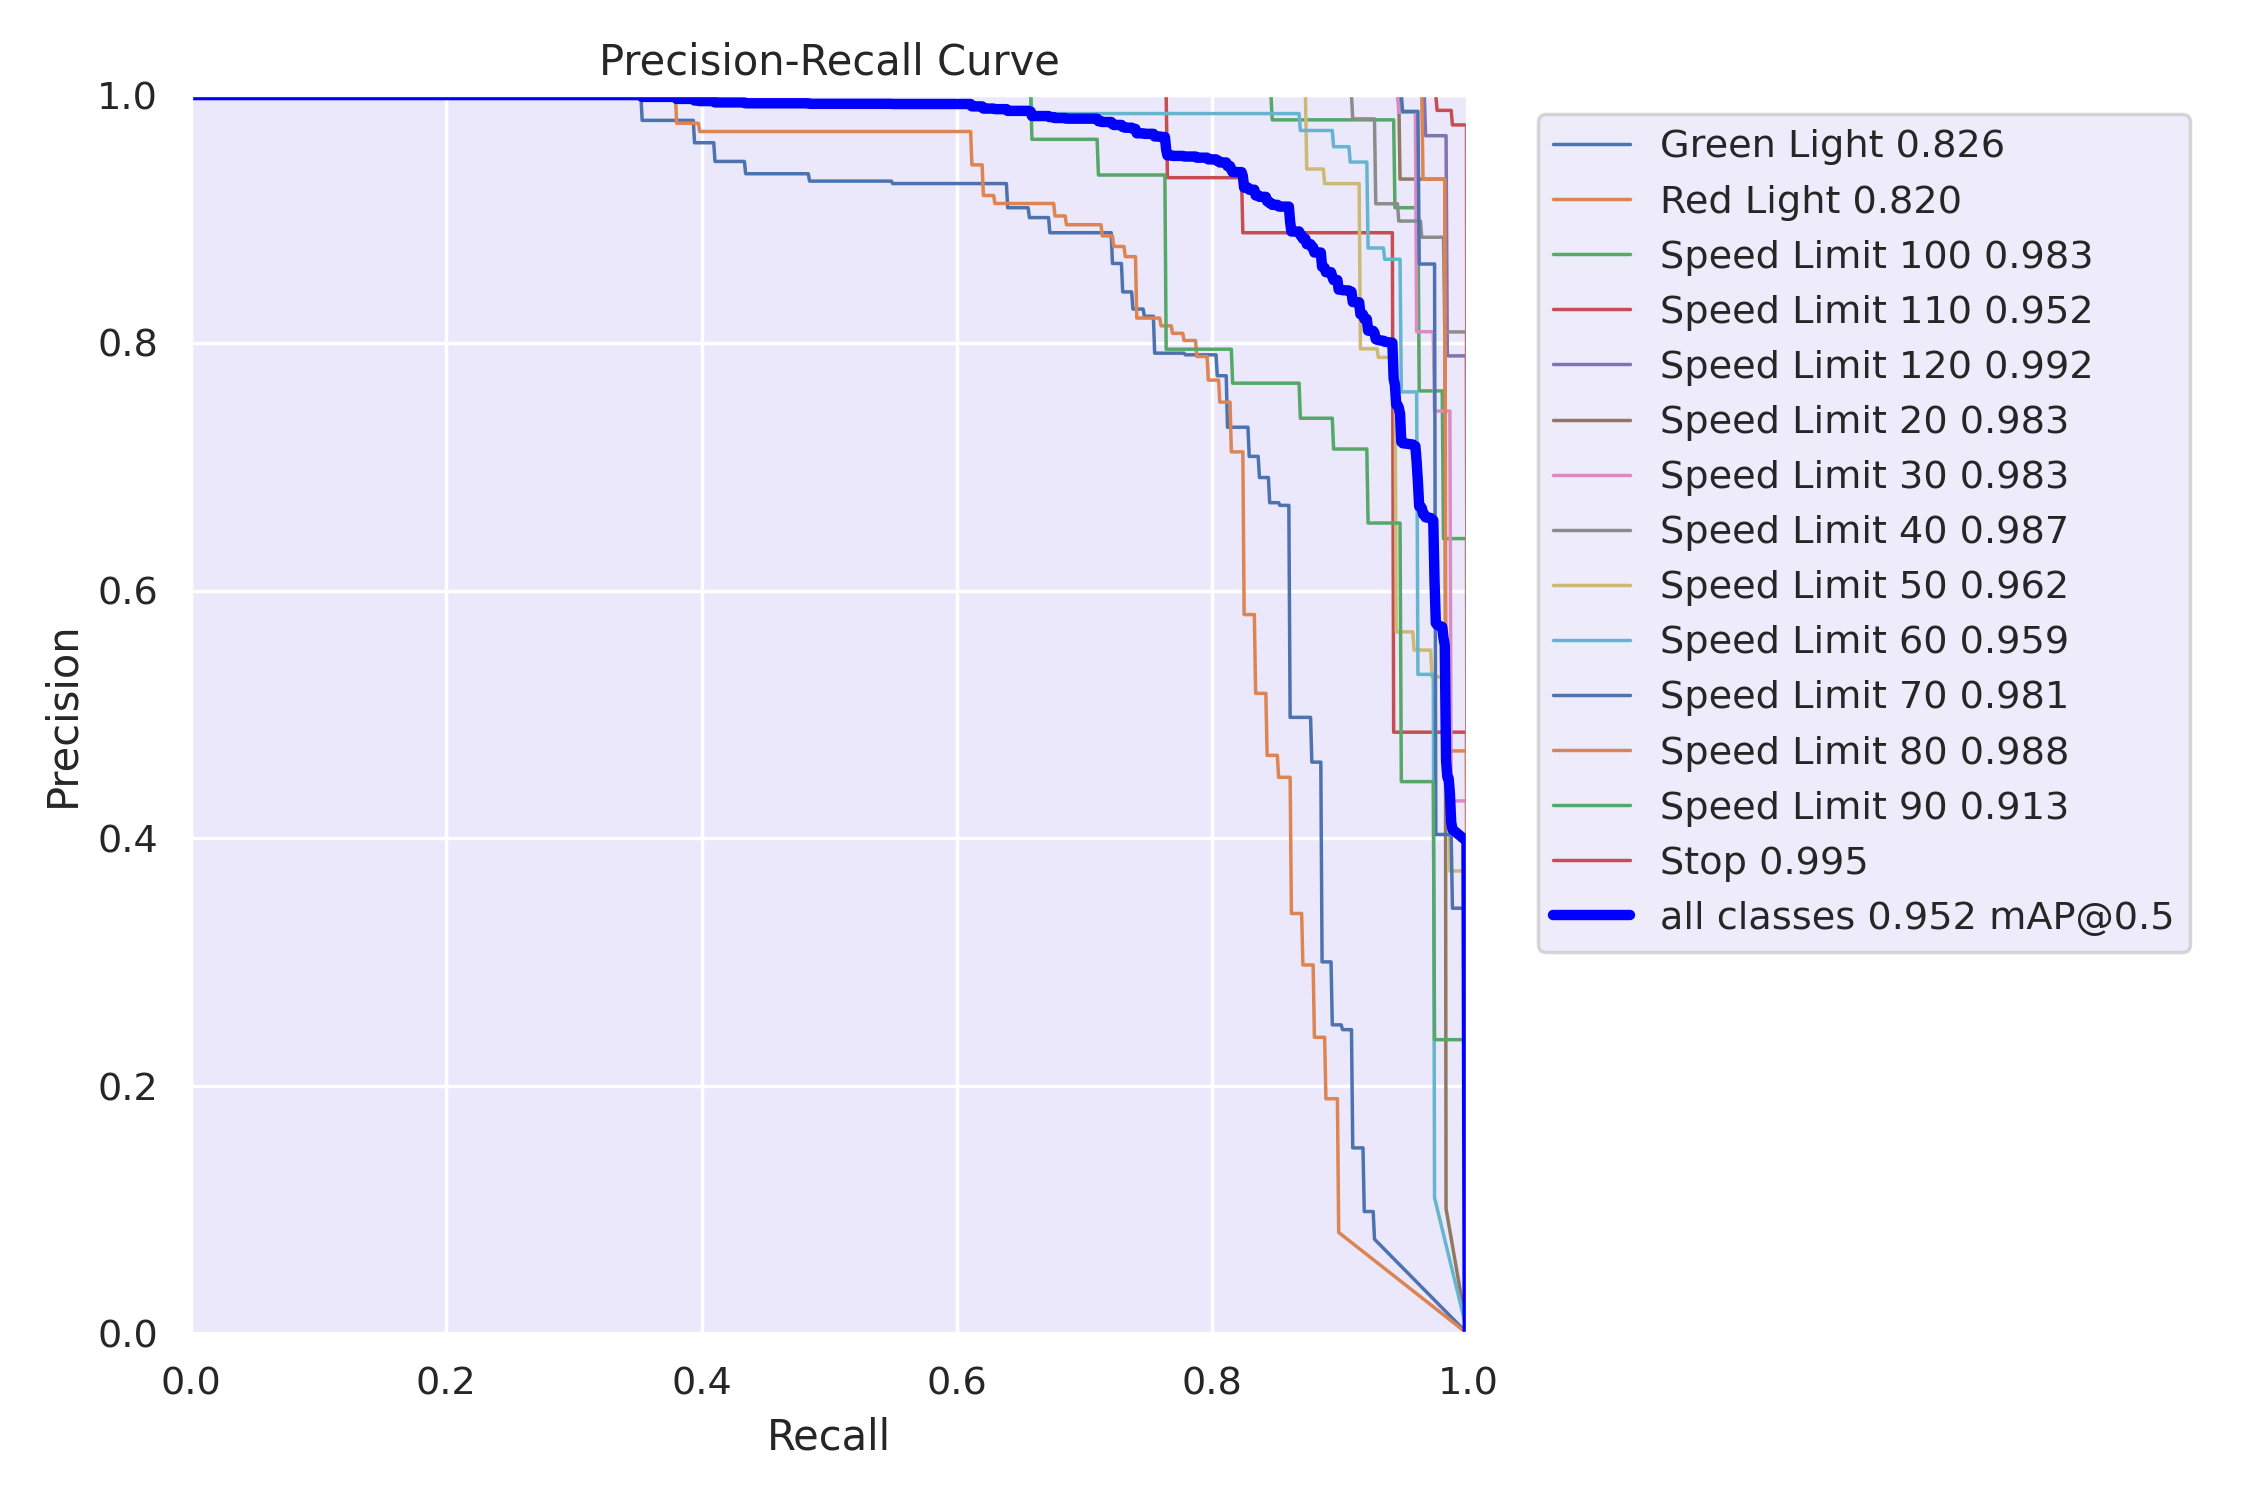 Precision-Recall Curve
1.0
0.8
0.6
0.4
0.2
0.0
Precision
0.0 0.2 0.4 0.6 0.8 1.0
Recall
Green Light 0.826
Red Light 0.820
Speed Limit 100 0.983
Speed Limit 110 0.952
Speed Limit 120 0.992
Speed Limit 20 0.983
Speed Limit 30 0.983
Speed Limit 40 0.987
Speed Limit 50 0.962
Speed Limit 60 0.959
Speed Limit 70 0.981
Speed Limit 80 0.988
Speed Limit 90 0.913
Stop 0.995
all classes 0.952 mAP@0.5